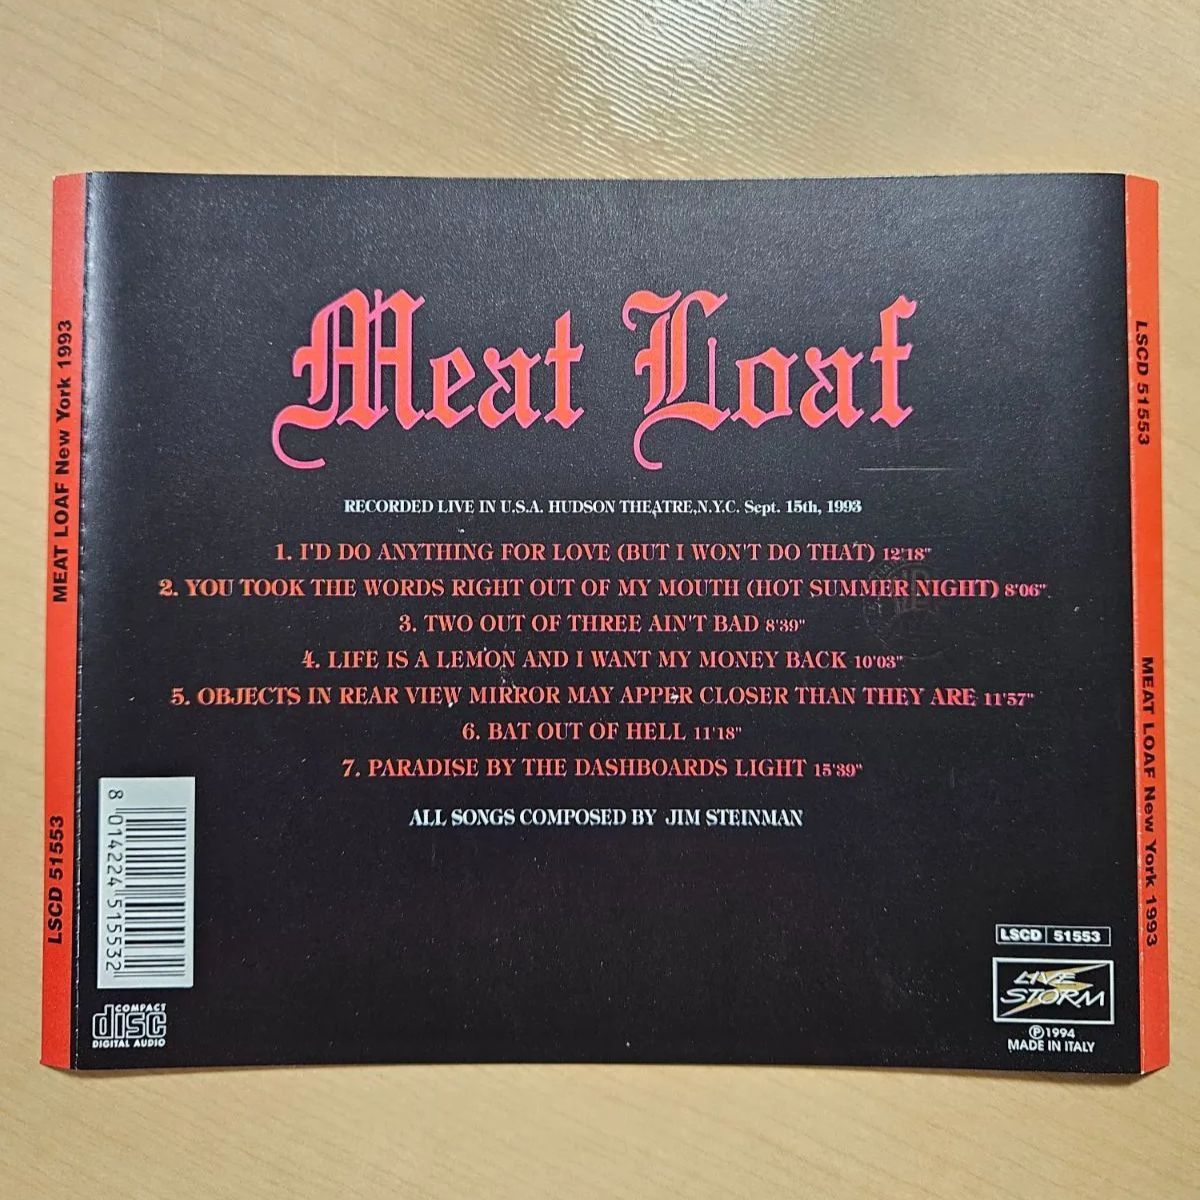 Meat Loaf
RECORDED LIVE IN U.S.A. HUDSON THEATRE,N.Y.C. Sept. 15th, 1993
1. I'D DO ANYTHING FOR LOVE (BUT I WON'T DO THAT) 12'18"
2. YOU TOOK THE WORDS RIGHT OUT OF MY MOUTH (HOT SUMMER NIGHT) 8'06"
3. TWO OUT OF THREE AIN'T BAD 8'39"
4. LIFE IS A LEMON AND I WANT MY MONEY BACK 10'03"
5. OBJECTS IN REAR VIEW MIRROR MAY APPER CLOSER THAN THEY ARE 11'57"
6. BAT OUT OF HELL 11'18"
7. PARADISE BY THE DASHBOARDS LIGHT 15'39"
ALL SONGS COMPOSED BY JIM STEINMAN
MEAT LOAF New York 1993
LSCD 51553
LSCD 51553
MEAT LOAF New York 1993
8 014224 515532
COMPACT
disc
DIGITAL AUDIO
LSCD 51553
LIVE
STORM
℗1994
MADE IN ITALY